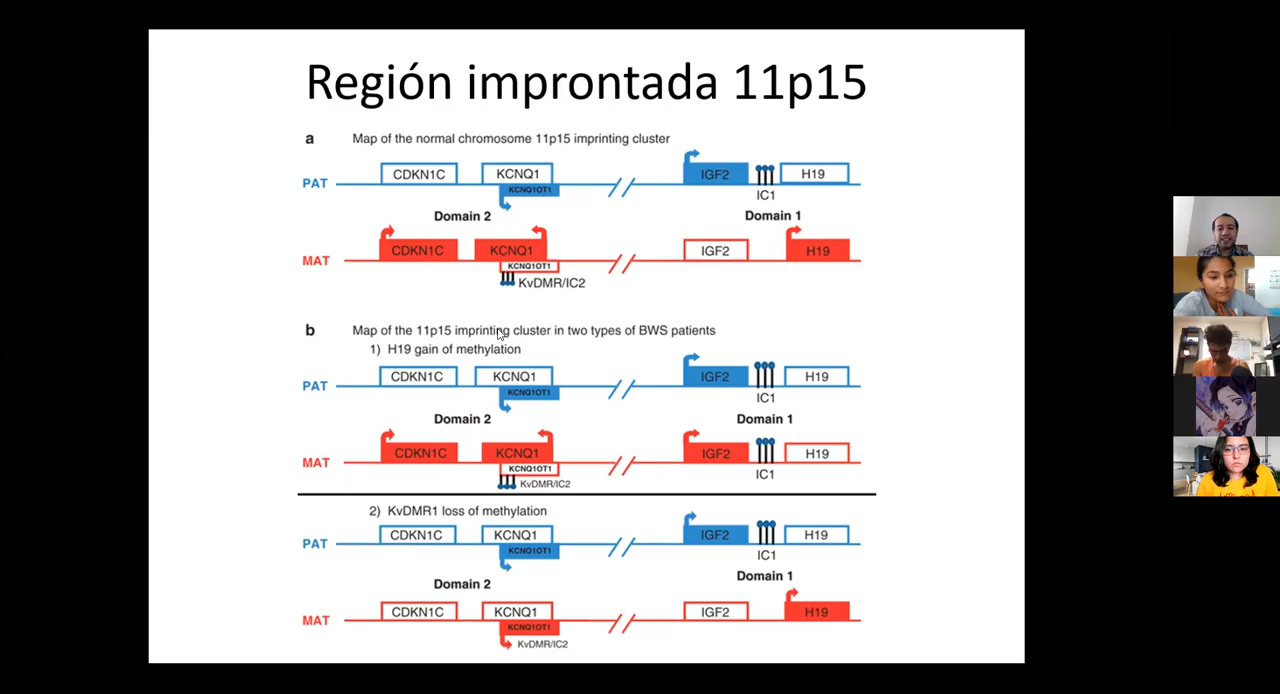 Región improntada 11p15
a Map of the normal chromosome 11p15 imprinting cluster
PAT CDKN1C KCNQ1 IGF2 H19
KCNQ1OT1
IC1
Domain 2 Domain 1
MAT CDKN1C KCNQ1 IGF2 H19
KCNQ1OT1
KvDMR/IC2
b Map of the 11p15 imprinting cluster in two types of BWS patients
1) H19 gain of methylation
PAT CDKN1C KCNQ1 IGF2 H19
KCNQ1OT1
IC1
Domain 2 Domain 1
MAT CDKN1C KCNQ1 IGF2 H19
KCNQ1OT1
IC1
KvDMR/IC2
2) KvDMR1 loss of methylation
PAT CDKN1C KCNQ1 IGF2 H19
KCNQ1OT1
IC1
Domain 2 Domain 1
MAT CDKN1C KCNQ1 IGF2 H19
KCNQ1OT1
KvDMR/IC2